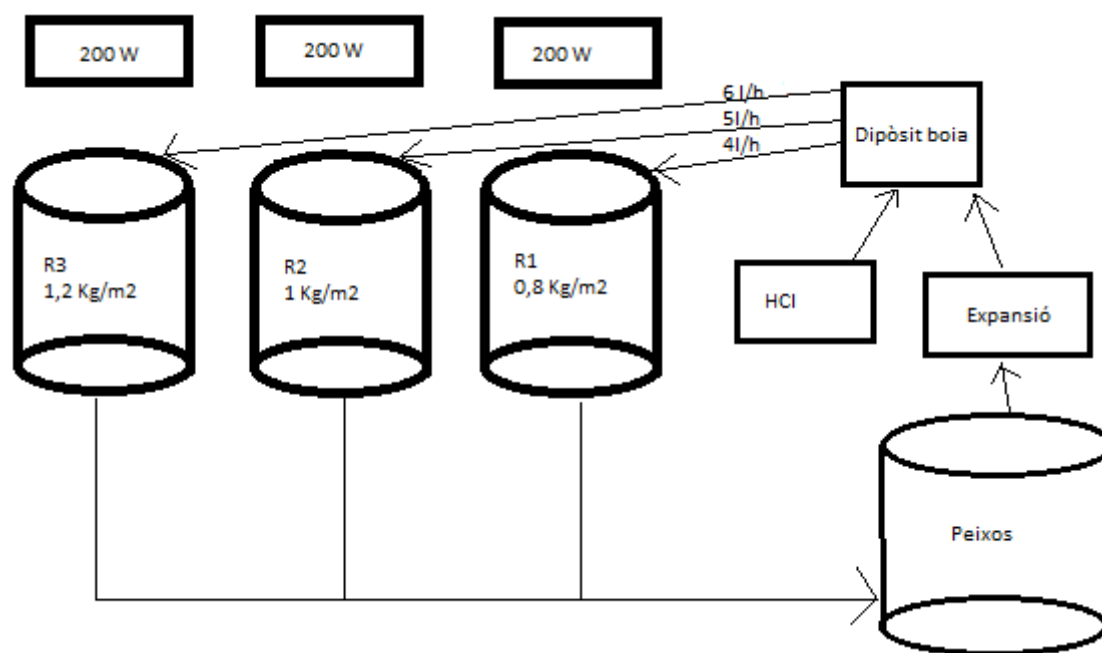 200 W
200 W
200 W
6 l/h
5l/h
4l/h
Dipòsit boia
R3
1,2 Kg/m2
R2
1 Kg/m2
R1
0,8 Kg/m2
HCl
Expansió
Peixos